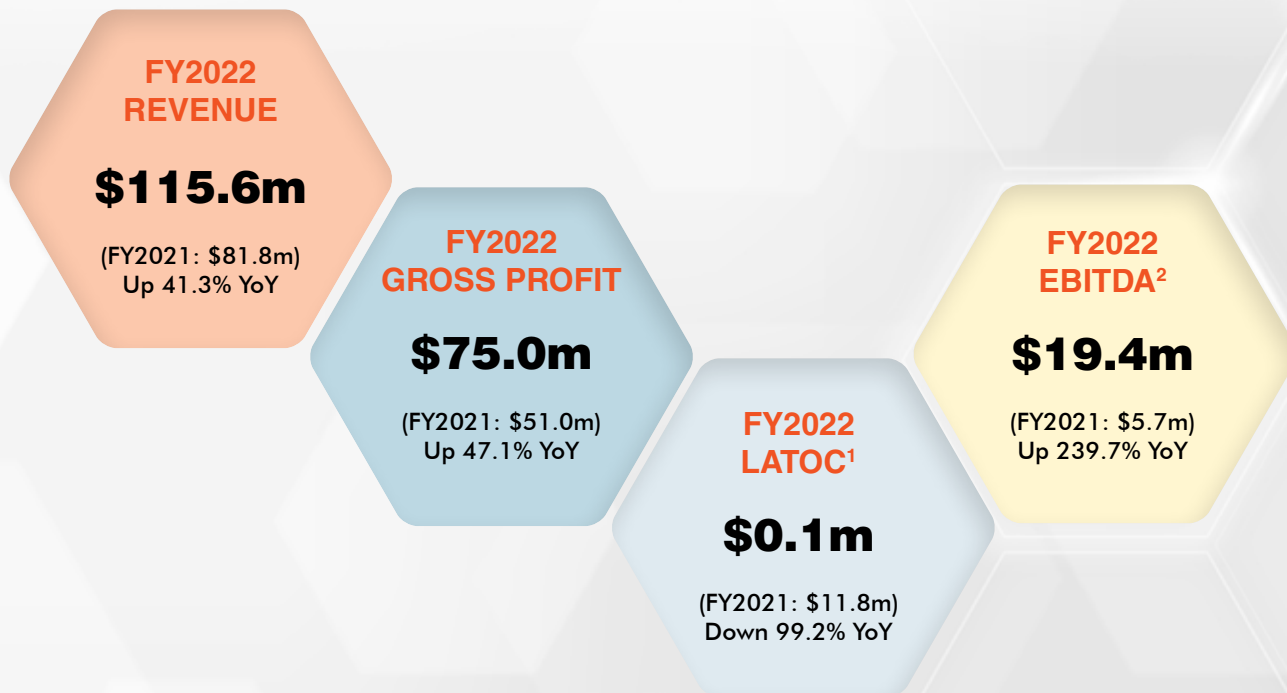 FY2022
REVENUE
$115.6m
(FY2021: $81.8m)
Up 41.3% YoY
FY2022
GROSS PROFIT
$75.0m
(FY2021: $51.0m)
Up 47.1% YoY
FY2022
LATOC¹
$0.1m
(FY2021: $11.8m)
Down 99.2% YoY
FY2022
EBITDA²
$19.4m
(FY2021: $5.7m)
Up 239.7% YoY